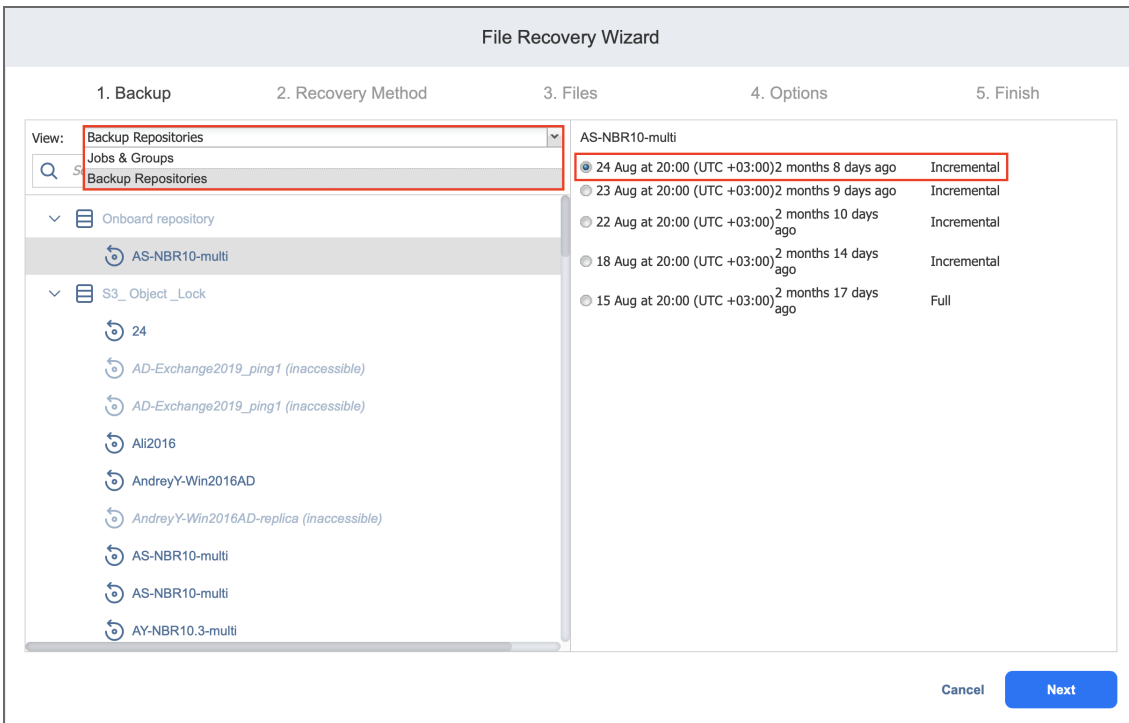 File Recovery Wizard
1. Backup
2. Recovery Method
3. Files
4. Options
5. Finish
View:
Backup Repositories
Jobs & Groups
Backup Repositories
Onboard repository
AS-NBR10-multi
S3_ Object _Lock
24
AD-Exchange2019_ping1 (inaccessible)
AD-Exchange2019_ping1 (inaccessible)
Ali2016
AndreyY-Win2016AD
AndreyY-Win2016AD-replica (inaccessible)
AS-NBR10-multi
AS-NBR10-multi
AY-NBR10.3-multi
AS-NBR10-multi
24 Aug at 20:00 (UTC +03:00)2 months 8 days ago Incremental
23 Aug at 20:00 (UTC +03:00)2 months 9 days ago Incremental
22 Aug at 20:00 (UTC +03:00)2 months 10 days
ago
Incremental
18 Aug at 20:00 (UTC +03:00)2 months 14 days
ago
Incremental
15 Aug at 20:00 (UTC +03:00)2 months 17 days
ago
Full
Cancel
Next